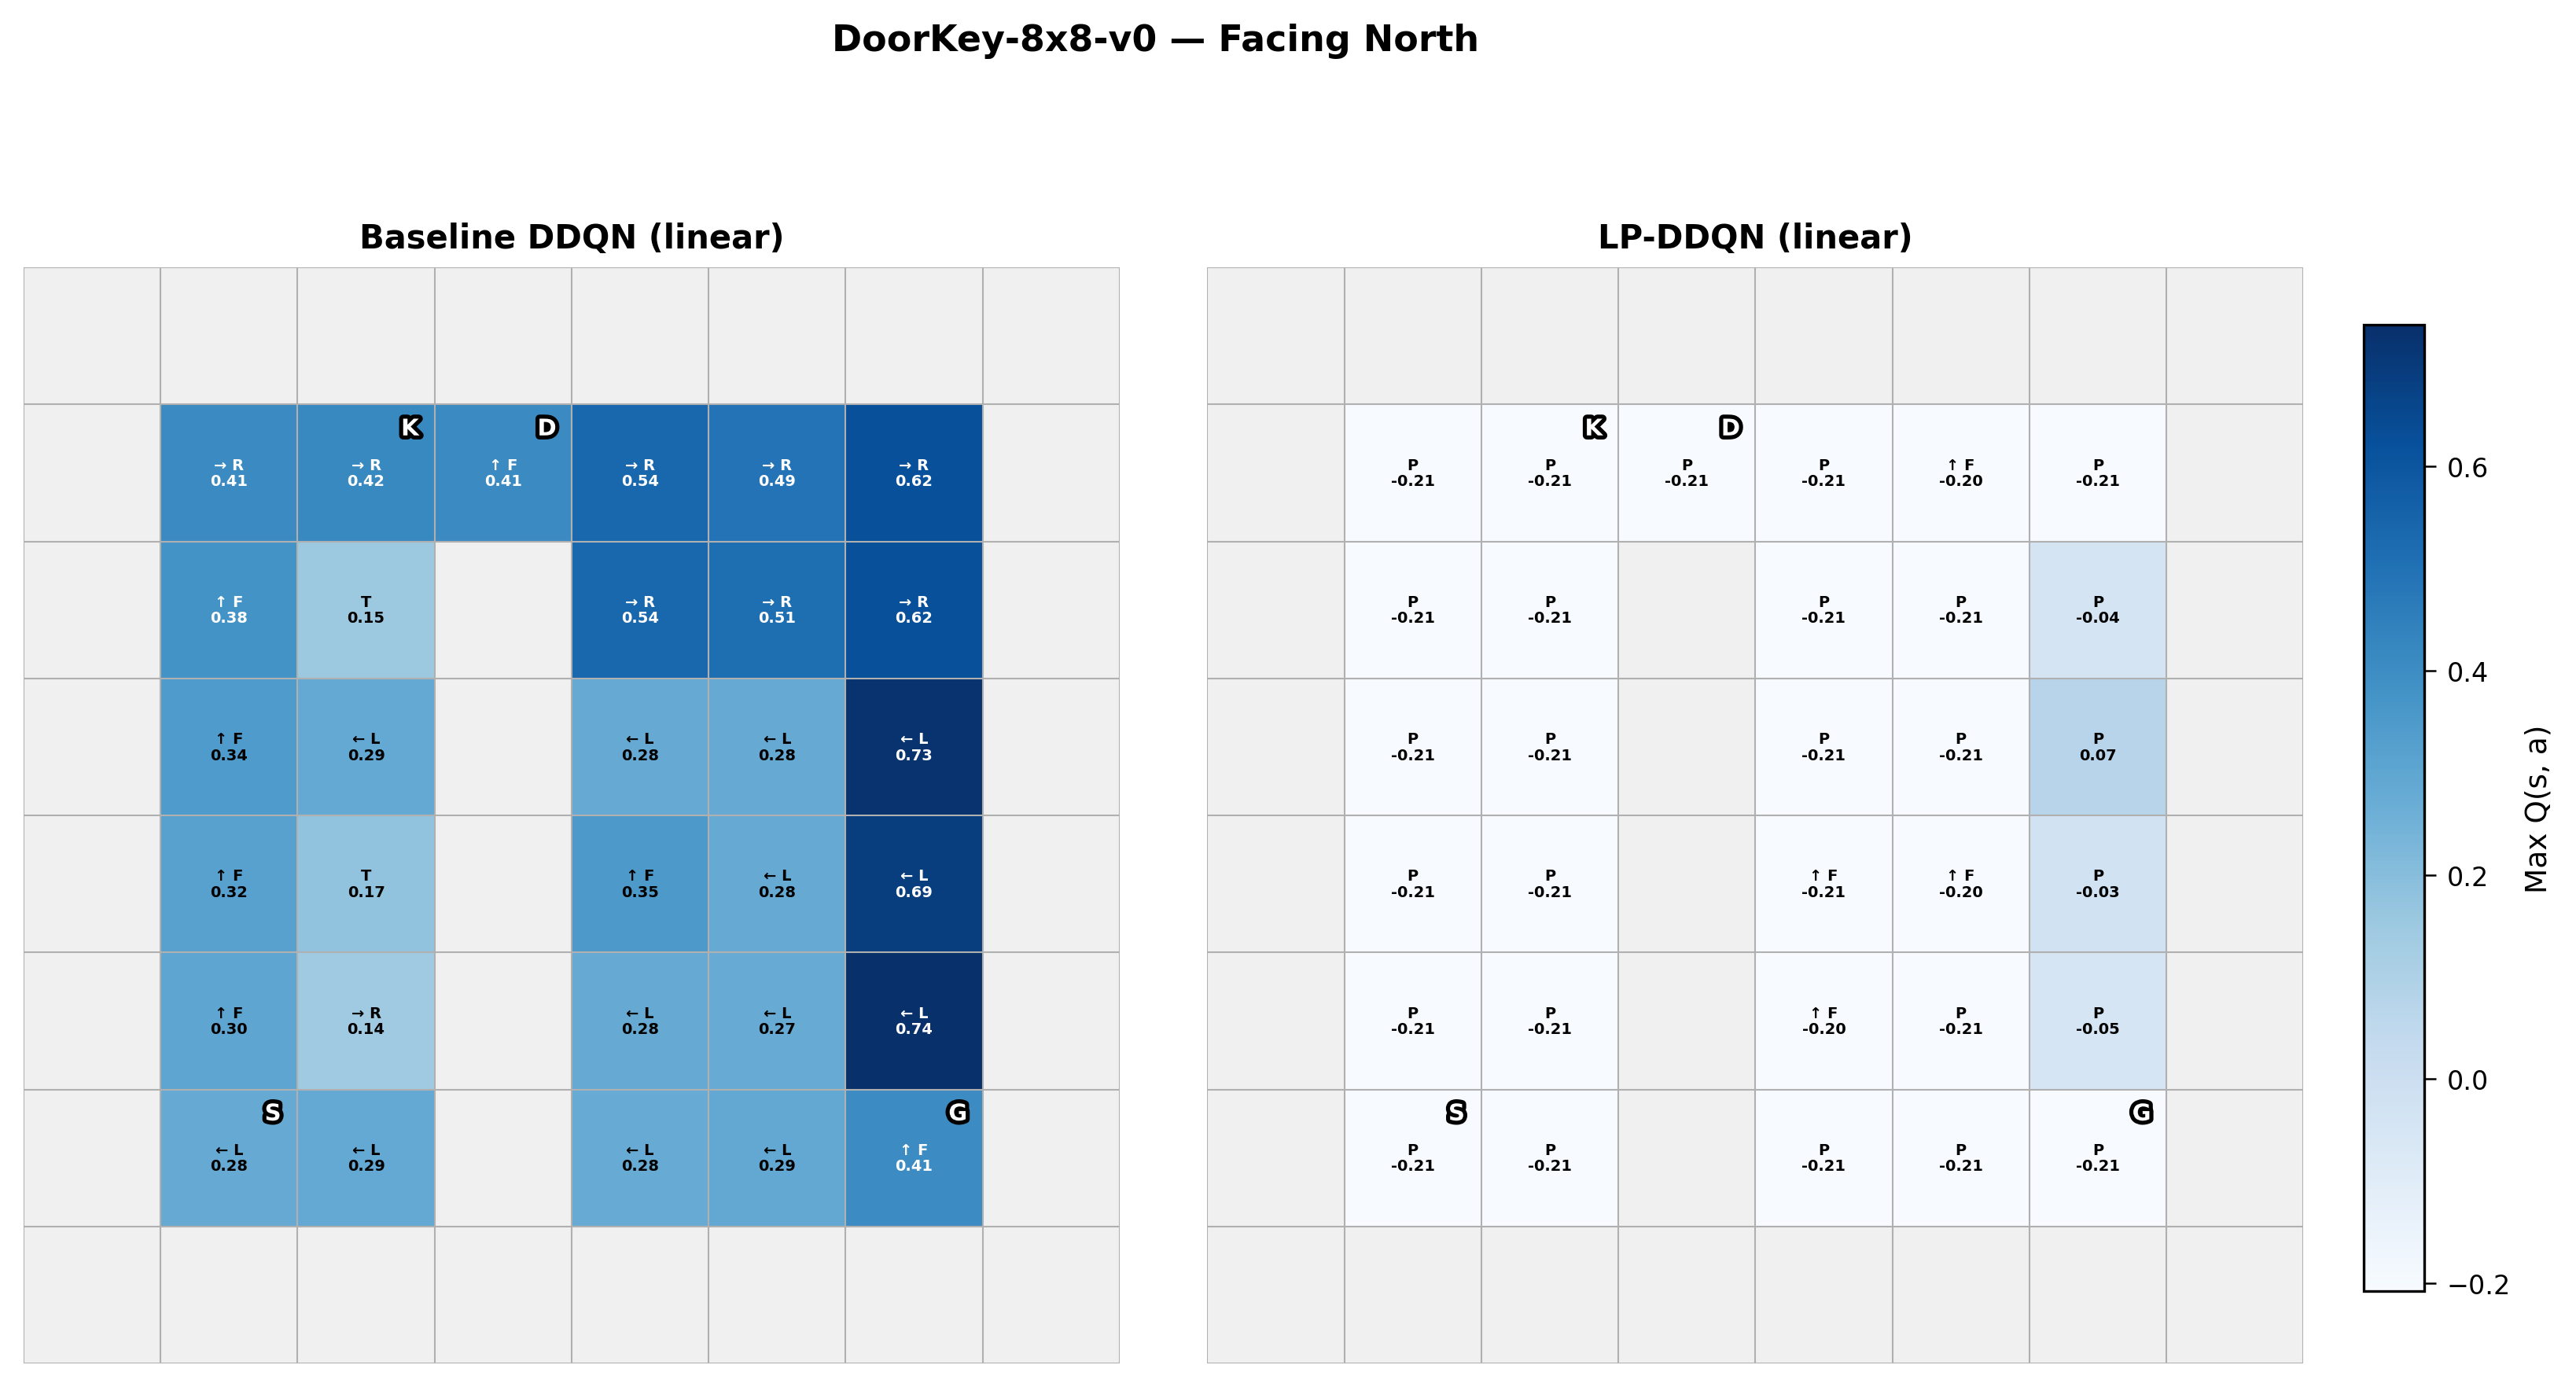 DoorKey-8x8-v0 — Facing North
Baseline DDQN (linear)
K D
→ R → R ↑ F → R → R → R
0.41 0.42 0.41 0.54 0.49 0.62
↑ F T → R → R → R
0.38 0.15 0.54 0.51 0.62
↑ F ← L ← L ← L ← L
0.34 0.29 0.28 0.28 0.73
↑ F T ↑ F ← L ← L
0.32 0.17 0.35 0.28 0.69
↑ F → R ← L ← L ← L
0.30 0.14 0.28 0.27 0.74
S G
← L ← L ← L ← L ↑ F
0.28 0.29 0.28 0.29 0.41
LP-DDQN (linear)
K D
P P P P ↑ F P
-0.21 -0.21 -0.21 -0.21 -0.20 -0.21
P P P P P
-0.21 -0.21 -0.21 -0.21 -0.04
P P P P P
-0.21 -0.21 -0.21 -0.21 0.07
P P ↑ F ↑ F P
-0.21 -0.21 -0.21 -0.20 -0.03
P P ↑ F P P
-0.21 -0.21 -0.20 -0.21 -0.05
S G
P P P P P
-0.21 -0.21 -0.21 -0.21 -0.21
0.6
0.4
0.2
0.0
−0.2
Max Q(s, a)